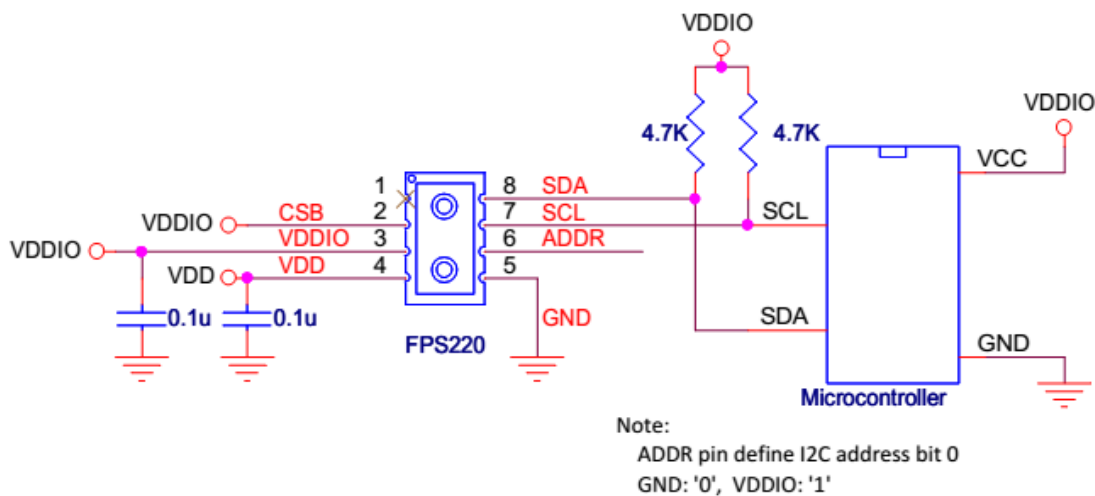 VDDIO
VDDIO
4.7K
4.7K
VCC
1
8
SDA
VDDIO
CSB
2
7
SCL
SCL
VDDIO
VDDIO
3
6
ADDR
VDD
VDD
4
5
0.1u
0.1u
GND
SDA
FPS220
GND
Microcontroller
Note:
ADDR pin define I2C address bit 0
GND: '0', VDDIO: '1'